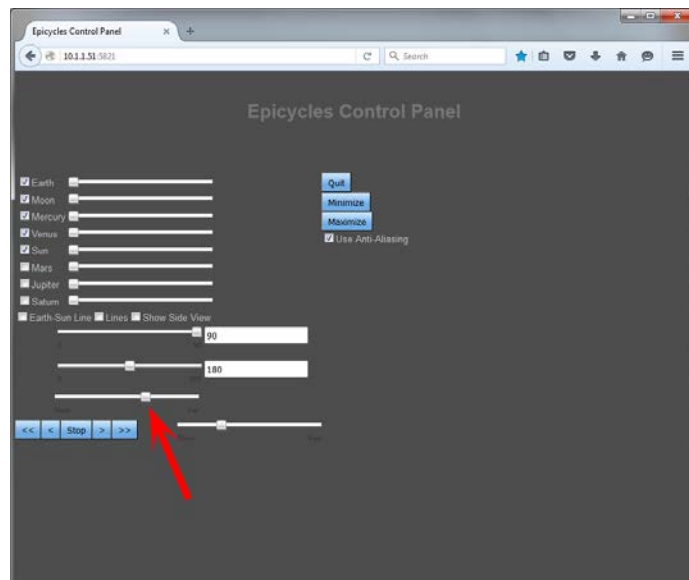 Epicycles Control Panel
10.1.1.51:5821
Search
Epicycles Control Panel
Earth
Moon
Mercury
Venus
Sun
Mars
Jupiter
Saturn
Quit
Minimize
Maximize
Use Anti-Aliasing
Earth-Sun Line Lines Show Side View
90
180
<< < Stop > >>